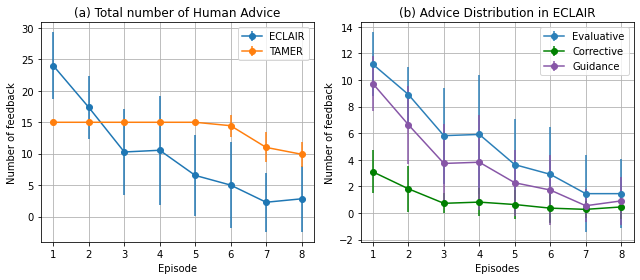 (a) Total number of Human Advice
Number of feedback
30
25
20
15
10
5
0
ECLAIR
TAMER
1 2 3 4 5 6 7 8
Episode
(b) Advice Distribution in ECLAIR
Number of feedback
14
12
10
8
6
4
2
0
−2
Evaluative
Corrective
Guidance
1 2 3 4 5 6 7 8
Episodes